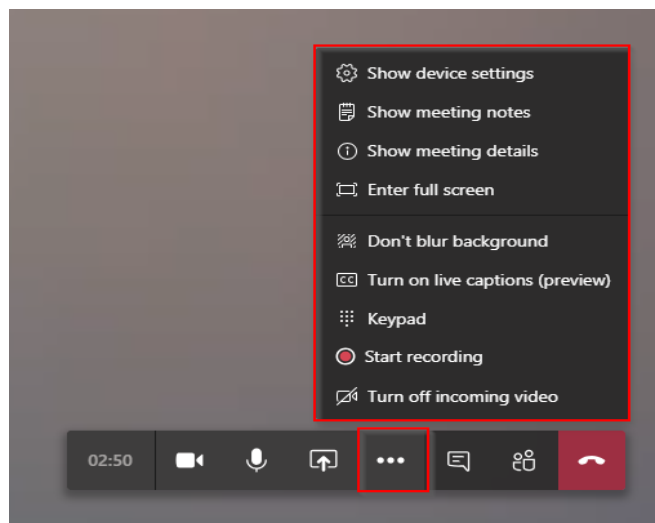 Show device settings
Show meeting notes
Show meeting details
Enter full screen
Don't blur background
CC Turn on live captions (preview)
Keypad
Start recording
Turn off incoming video
02:50